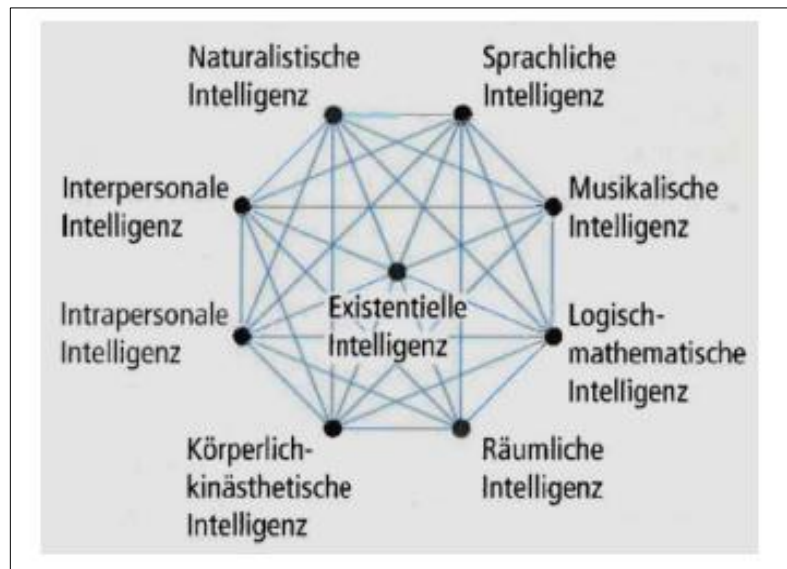 Naturalistische
Intelligenz
Sprachliche
Intelligenz
Interpersonale
Intelligenz
Musikalische
Intelligenz
Intrapersonale
Intelligenz
Existentielle
Intelligenz
Logisch-
mathematische
Intelligenz
Körperlich-
kinästhetische
Intelligenz
Räumliche
Intelligenz